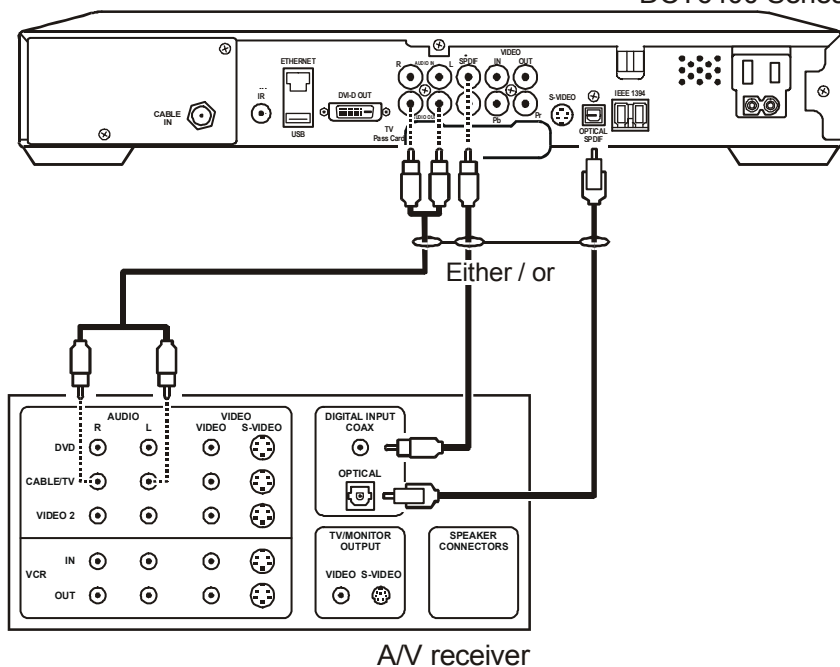 ETHERNET
USB
CABLE
IN
...
IR
DVI-D OUT
TV
Pass Card
R
AUDIO IN
L
SPDIF
VIDEO
IN
OUT
Pb
Pr
S-VIDEO
OPTICAL
SPDIF
IEEE 1394
Either / or
AUDIO
R
L
VIDEO
VIDEO
S-VIDEO
DVD
CABLE/TV
VIDEO 2
VCR
IN
OUT
DIGITAL INPUT
COAX
OPTICAL
TV/MONITOR
OUTPUT
VIDEO
S-VIDEO
SPEAKER
CONNECTORS
A/V receiver